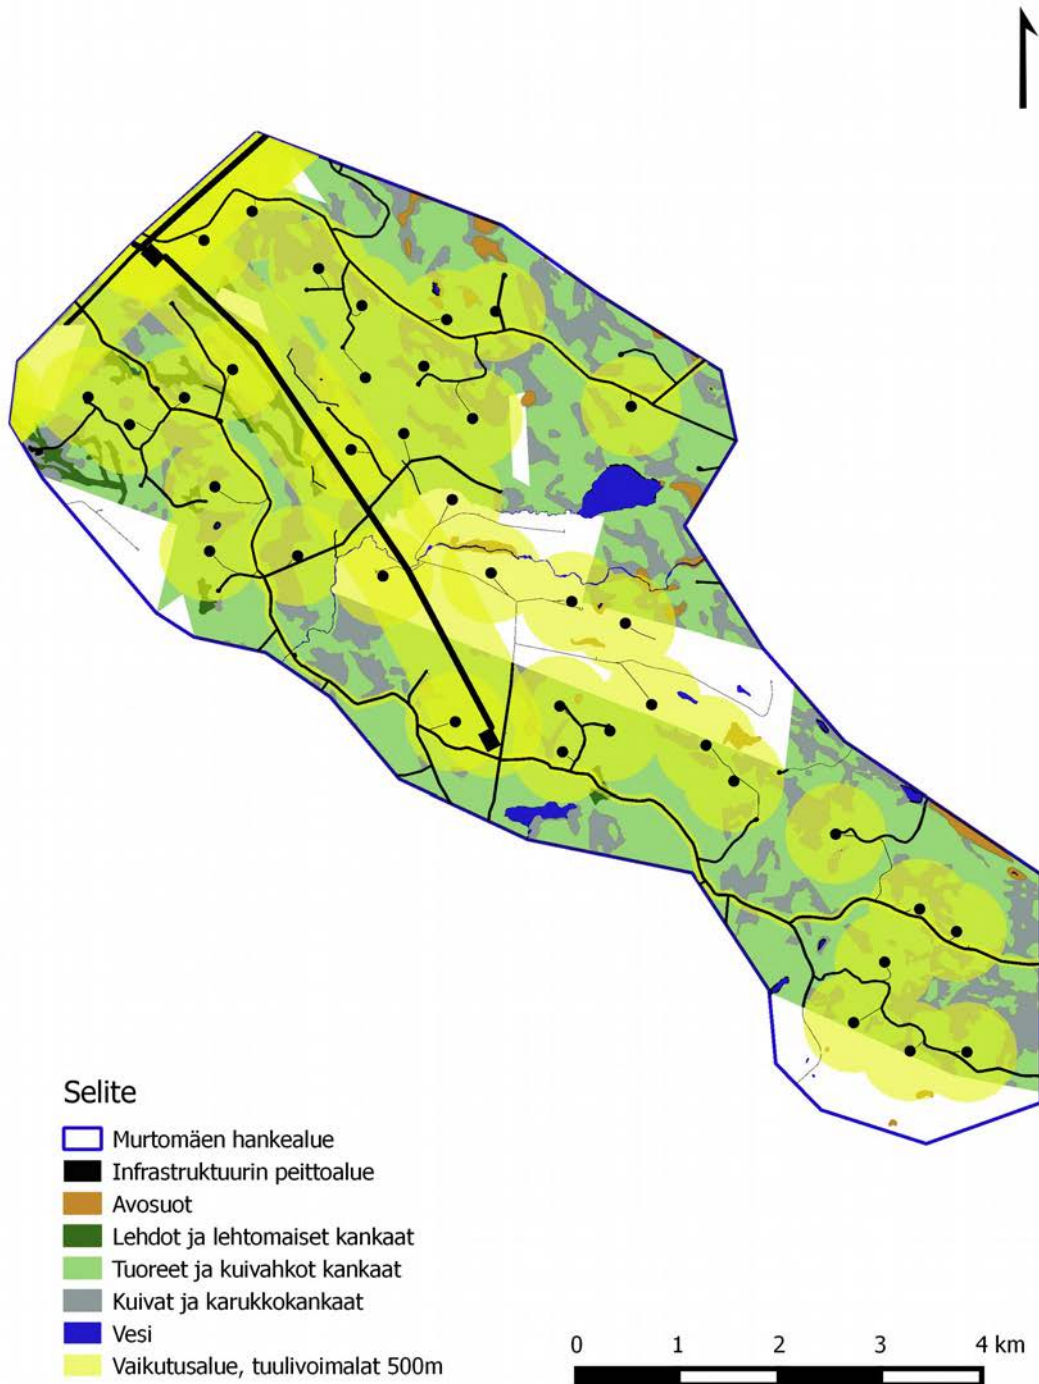 Selite
Murtomäen hankealue
Infrastruktuurin peittoalue
Avosuot
Lehdot ja lehtomaiset kankaat
Tuoreet ja kuivahkot kankaat
Kuivat ja karukkokankaat
Vesi
Vaikutusalue, tuulivoimalat 500m
0 1 2 3 4 km